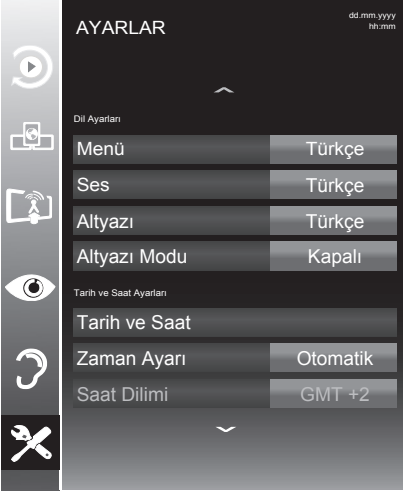 AYARLAR
dd.mm.yyyy
hh:mm
Dil Ayarları
Menü Türkçe
Ses Türkçe
Altyazı Türkçe
Altyazı Modu Kapalı
Tarih ve Saat Ayarları
Tarih ve Saat
Zaman Ayarı Otomatik
Saat Dilimi GMT +2